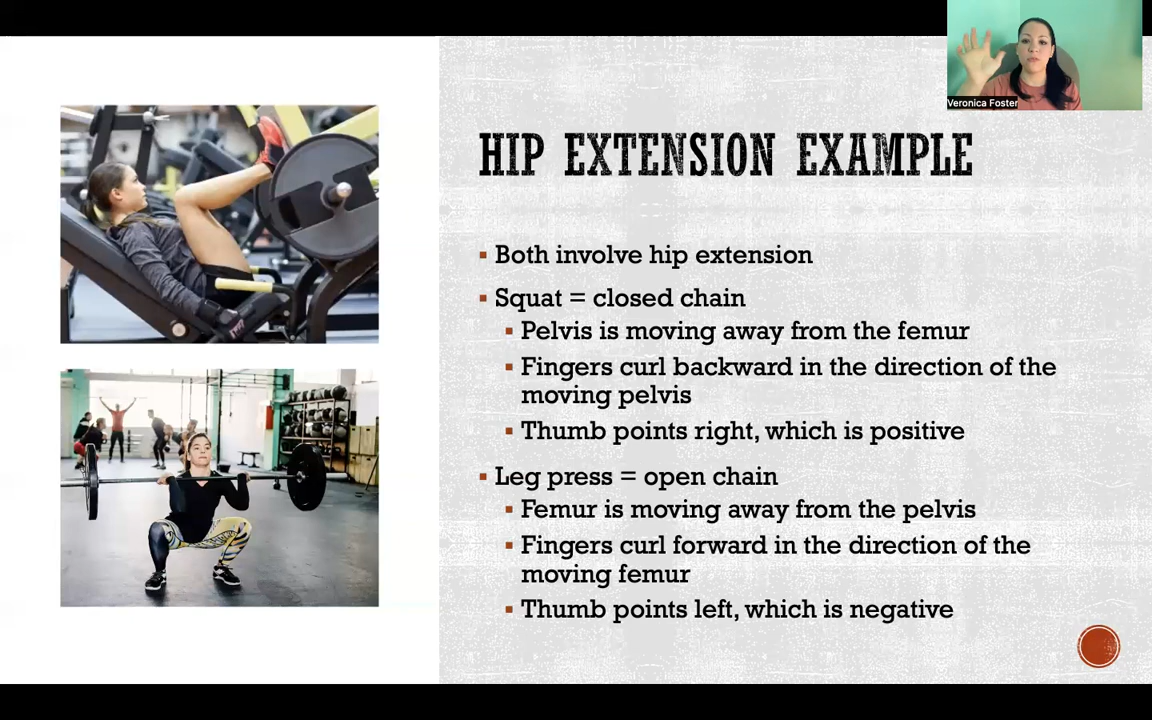 Veronica Foster
HIP EXTENSION EXAMPLE
▪ Both involve hip extension
▪ Squat = closed chain
▪ Pelvis is moving away from the femur
▪ Fingers curl backward in the direction of the
moving pelvis
▪ Thumb points right, which is positive
▪ Leg press = open chain
▪ Femur is moving away from the pelvis
▪ Fingers curl forward in the direction of the
moving femur
▪ Thumb points left, which is negative